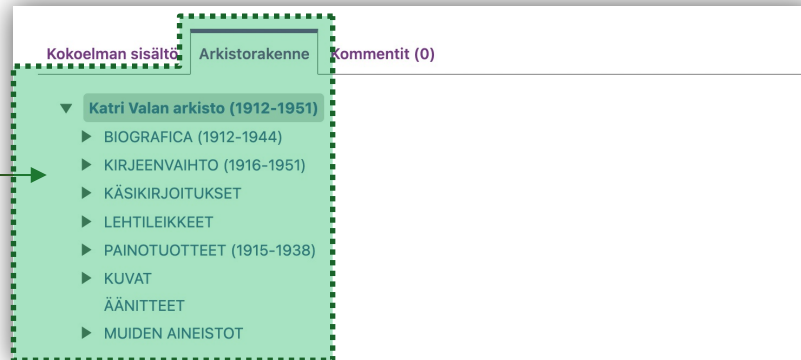 Kokoelman sisältö Arkistorakenne Kommentit (0)
Katri Valan arkisto (1912-1951)
BIOGRAFICA (1912-1944)
KIRJEENVAIHTO (1916-1951)
KÄSIKIRJOITUKSET
LEHTILEIKKEET
PAINOTUOTTEET (1915-1938)
KUVAT
ÄÄNITTEET
MUIDEN AINEISTOT